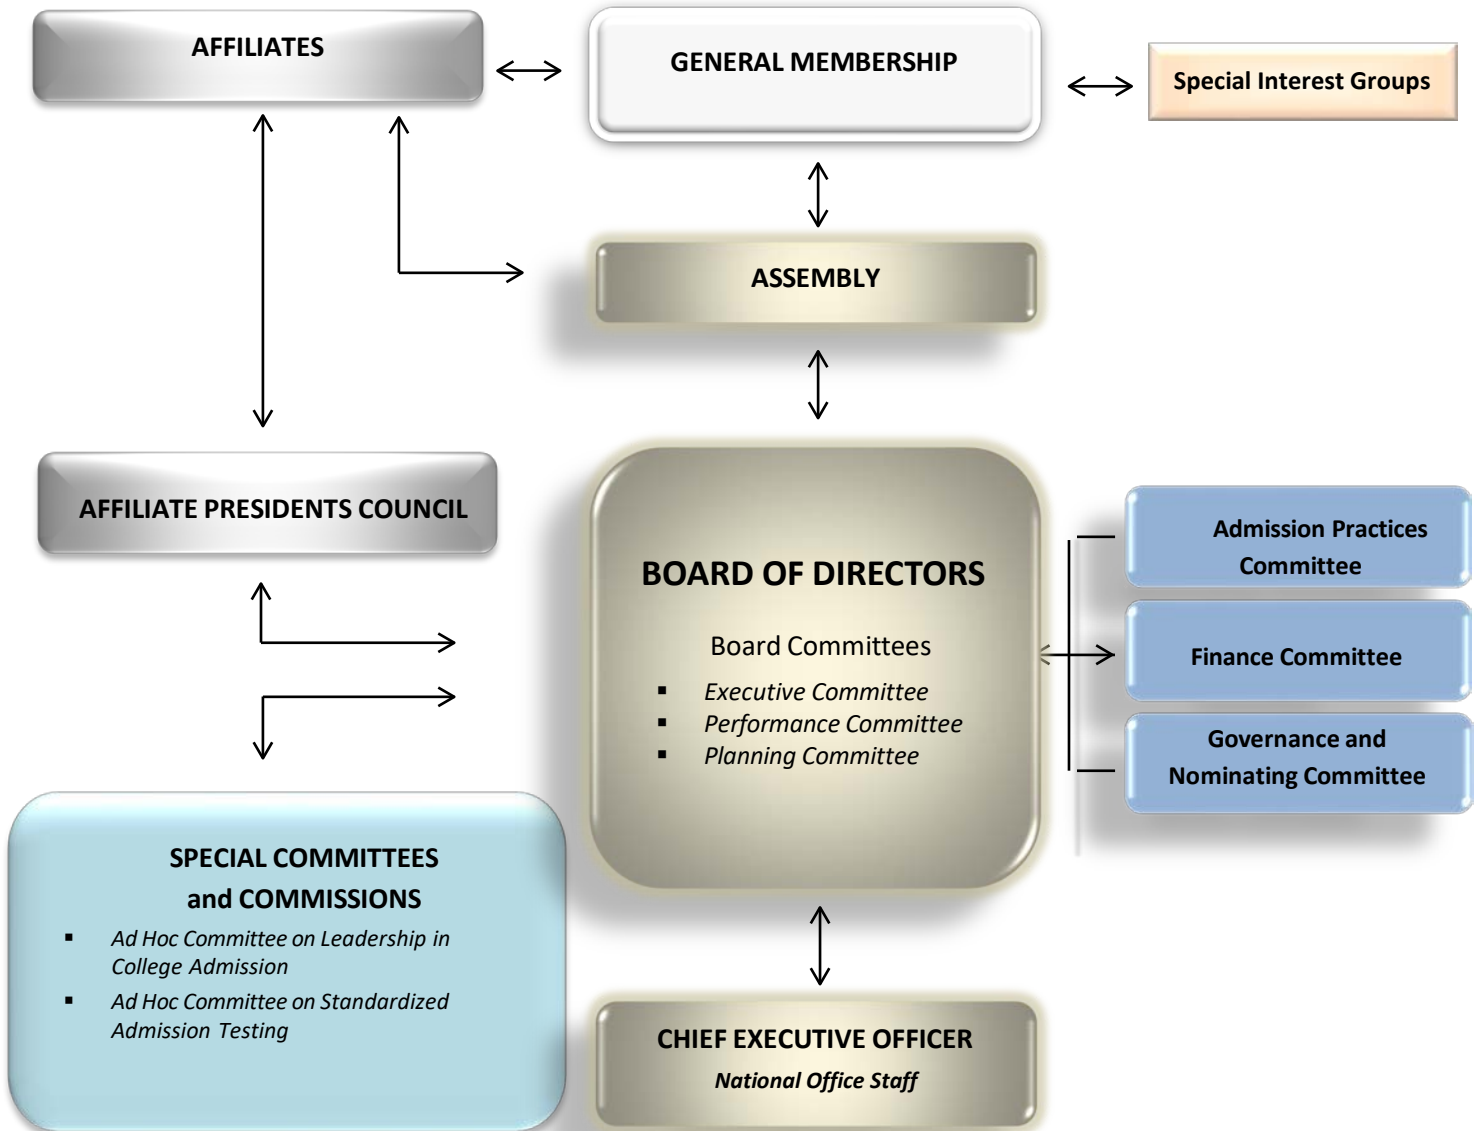 AFFILIATES
GENERAL MEMBERSHIP
Special Interest Groups
ASSEMBLY
AFFILIATE PRESIDENTS COUNCIL
BOARD OF DIRECTORS
Board Committees
▪ Executive Committee
▪ Performance Committee
▪ Planning Committee
Admission Practices
Committee
Finance Committee
Governance and
Nominating Committee
SPECIAL COMMITTEES
and COMMISSIONS
▪ Ad Hoc Committee on Leadership in
College Admission
▪ Ad Hoc Committee on Standardized
Admission Testing
CHIEF EXECUTIVE OFFICER
National Office Staff